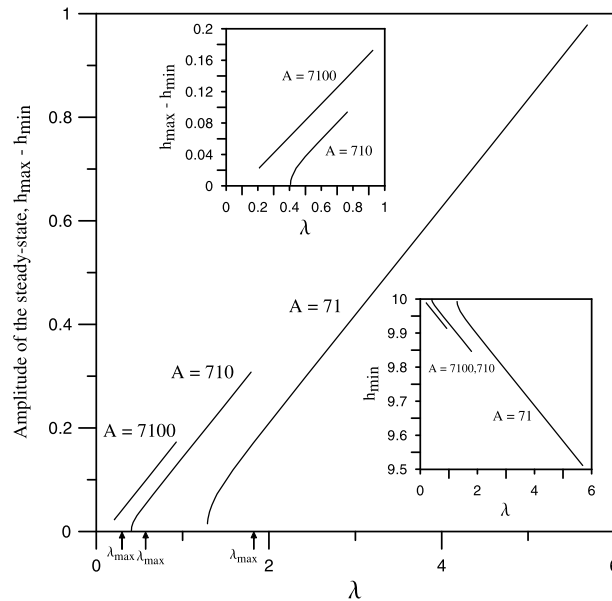 Amplitude of the steady-state, hmax - hmin
1
0.8
0.6
0.4
0.2
0
0
2
4
6
λ
A = 7100
A = 710
A = 71
λmax
λmax
λmax
hmax - hmin
0.2
0.16
0.12
0.08
0.04
0
0
0.2
0.4
0.6
0.8
1
λ
A = 7100
A = 710
hmin
10
9.9
9.8
9.7
9.6
9.5
0
2
4
6
λ
A = 7100,710
A = 71